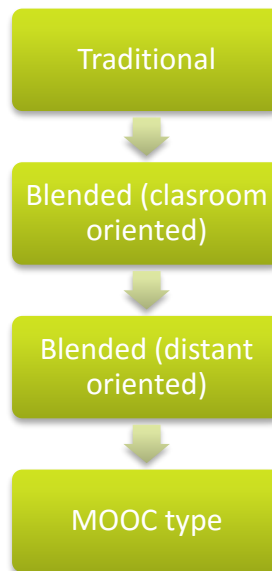 Traditional
Blended (clasroom
oriented)
Blended (distant
oriented)
MOOC type